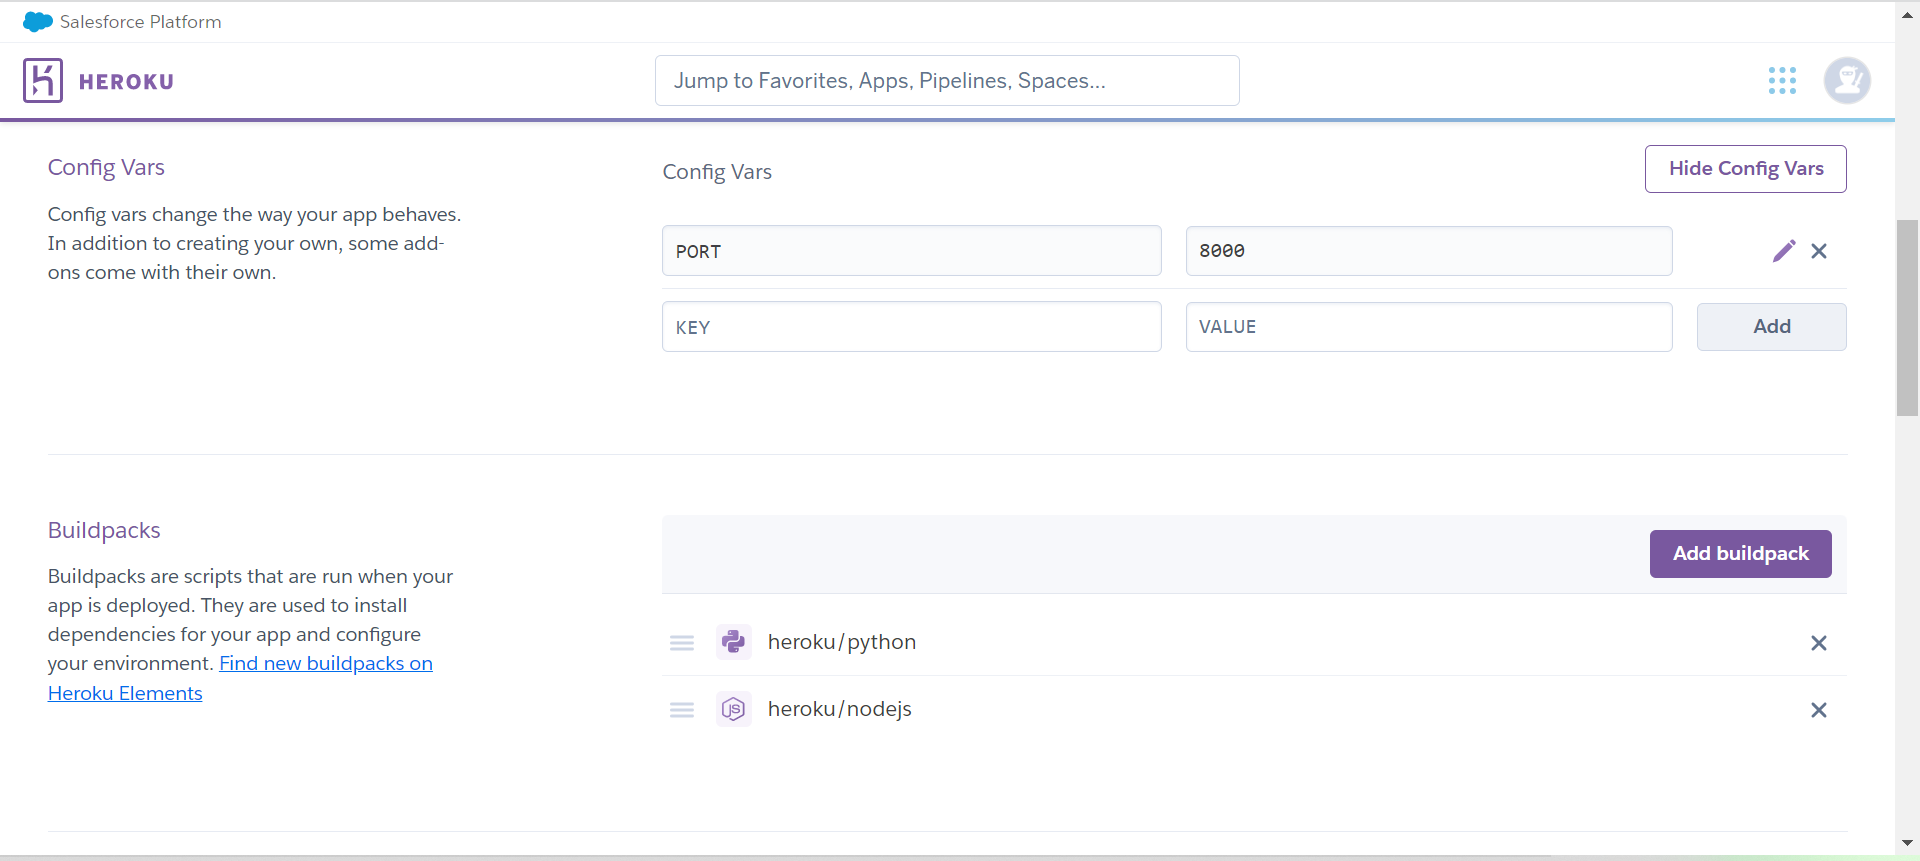 Salesforce Platform
HEROKU
Jump to Favorites, Apps, Pipelines, Spaces...
Config Vars
Config vars change the way your app behaves.
In addition to creating your own, some add-
ons come with their own.
Config Vars
Hide Config Vars
PORT
8000
KEY
VALUE
Add
Buildpacks
Buildpacks are scripts that are run when your
app is deployed. They are used to install
dependencies for your app and configure
your environment. Find new buildpacks on
Heroku Elements
Add buildpack
heroku/python
JS
heroku/nodejs